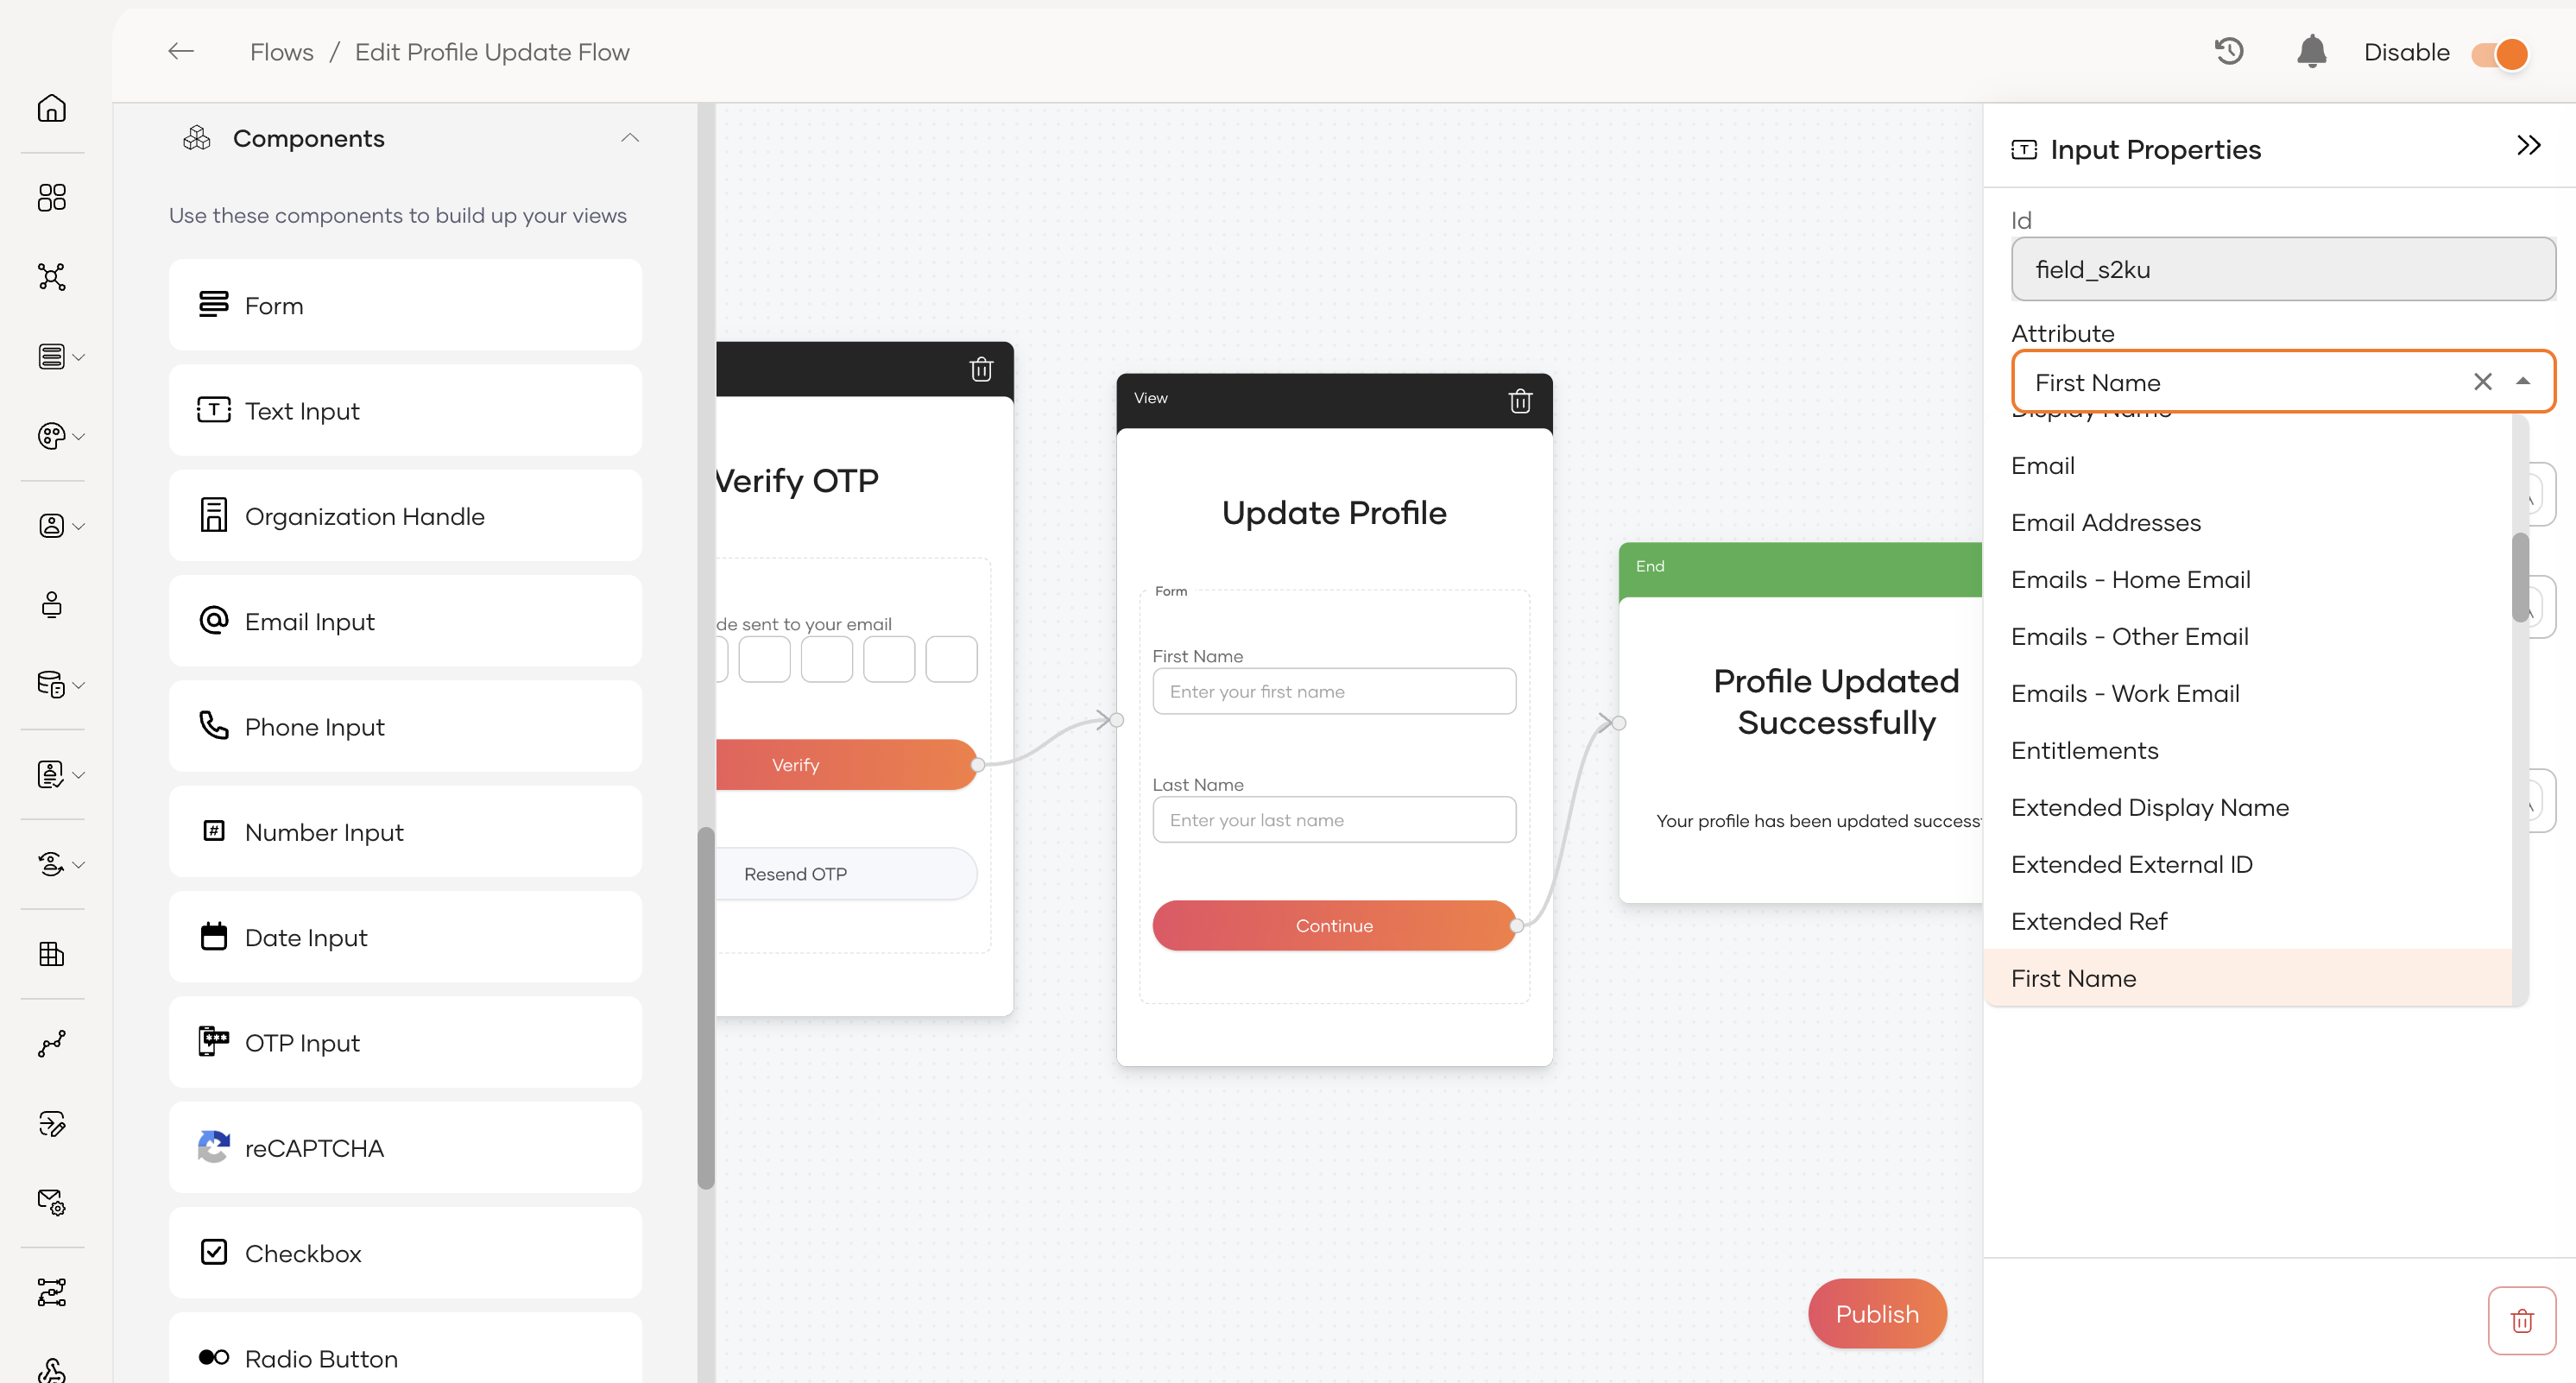 Flows / Edit Profile Update Flow
Disable
Components
Use these components to build up your views
Form
Text Input
Organization Handle
Email Input
Phone Input
Number Input
Date Input
OTP Input
reCAPTCHA
Checkbox
Radio Button
Verify OTP
de sent to your email
Verify
Resend OTP
View
Update Profile
Form
First Name
Enter your first name
Last Name
Enter your last name
Continue
End
Profile Updated
Successfully
Your profile has been updated success
Publish
Input Properties
Id
field_s2ku
Attribute
First Name
Display Name
Email
Email Addresses
Emails - Home Email
Emails - Other Email
Emails - Work Email
Entitlements
Extended Display Name
Extended External ID
Extended Ref
First Name